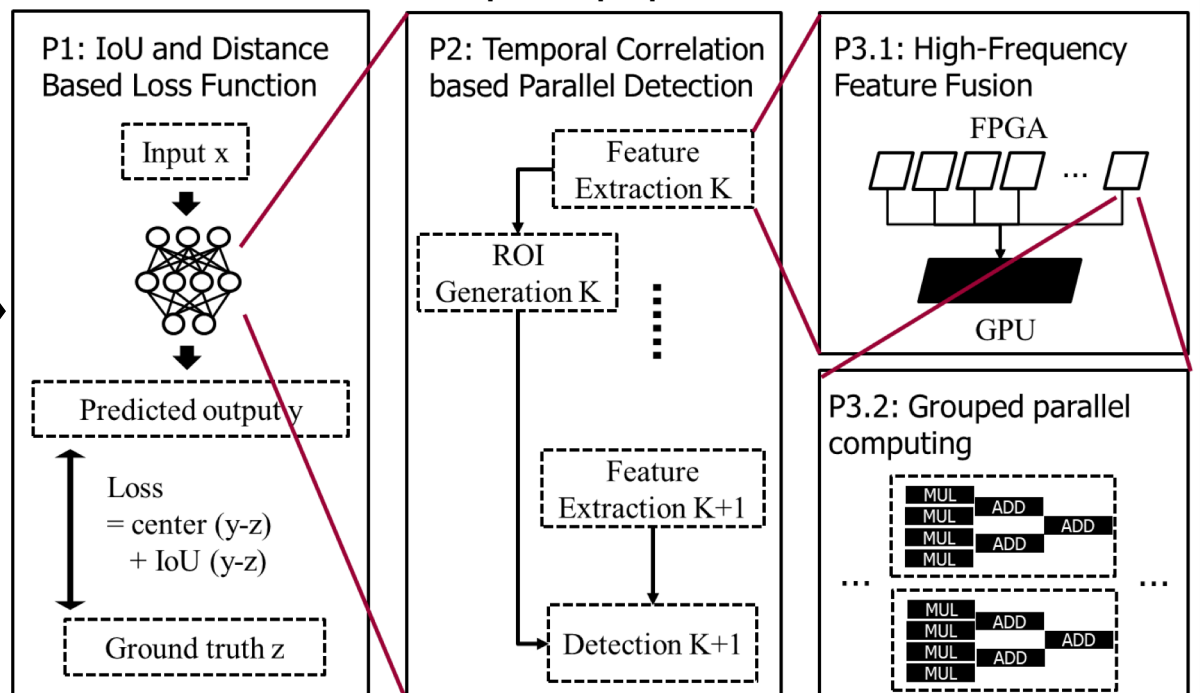 P1: IoU and Distance
Based Loss Function
Input x
Predicted output y
Loss
= center (y-z)
+ IoU (y-z)
Ground truth z
P2: Temporal Correlation
based Parallel Detection
Feature
Extraction K
ROI
Generation K
Feature
Extraction K+1
Detection K+1
P3.1: High-Frequency
Feature Fusion
FPGA
...
GPU
P3.2: Grouped parallel
computing
MUL
MUL
MUL
MUL
ADD
ADD
ADD
...
...
MUL
MUL
MUL
MUL
ADD
ADD
ADD